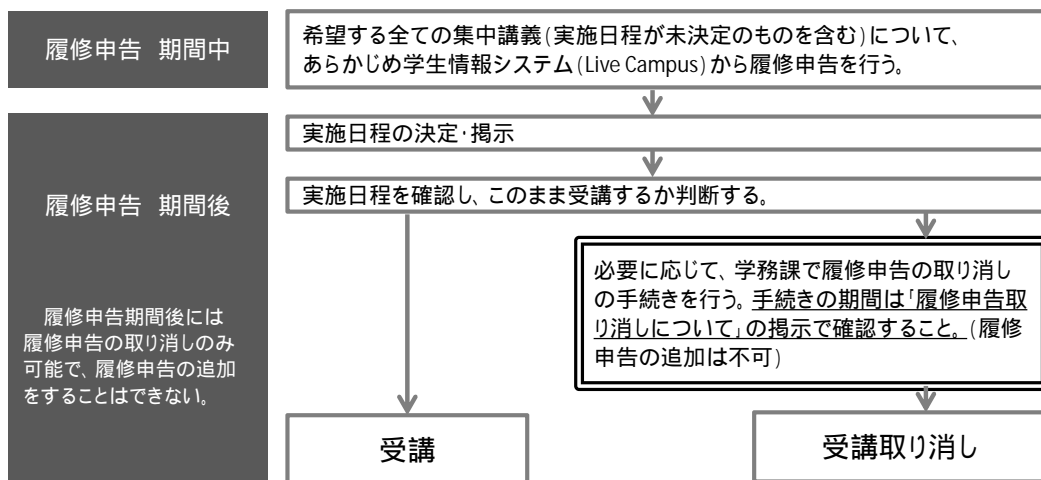 履修申告 期間中
希望する全ての集中講義(実施日程が未決定のものを含む)について、
あらかじめ学生情報システム(Live Campus)から履修申告を行う。
実施日程の決定・掲示
履修申告 期間後
実施日程を確認し、このまま受講するか判断する。
必要に応じて、学務課で履修申告の取り消し
の手続きを行う。手続きの期間は「履修申告取
り消しについて」の掲示で確認すること。(履修
申告の追加は不可)
履修申告期間後には
履修申告の取り消しのみ
可能で、履修申告の追加
をすることはできない。
受講
受講取り消し